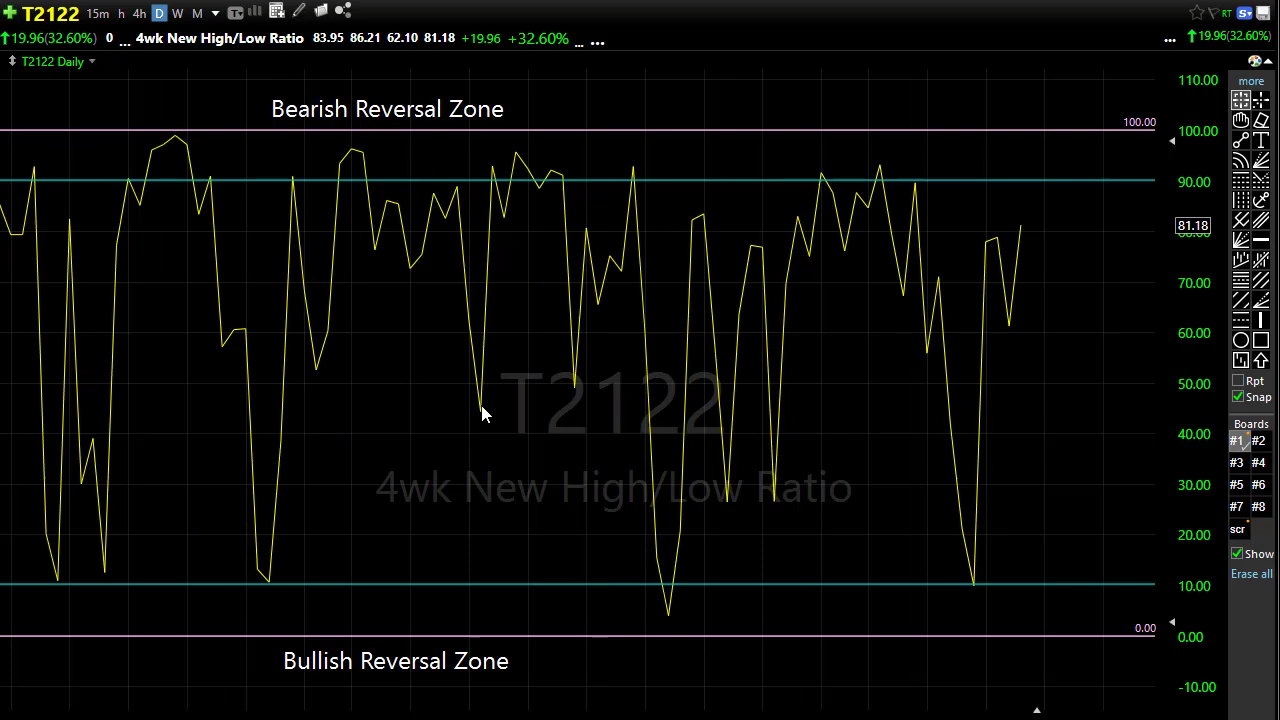 T2122 15m h 4h D W M T RT S
19.96(32.60%) 0 ... 4wk New High/Low Ratio 83.95 86.21 62.10 81.18 +19.96 +32.60% ... ... ... 19.96(32.60%)
T2122 Daily
more
110.00
Bearish Reversal Zone
100.00
100.00
90.00
81.18
70.00
60.00
50.00
40.00
30.00
20.00
10.00
0.00
0.00
-10.00
T2122
4wk New High/Low Ratio
Bullish Reversal Zone
T
Rpt
Snap
Boards
#1 #2
#3 #4
#5 #6
#7 #8
scr
Show
Erase all